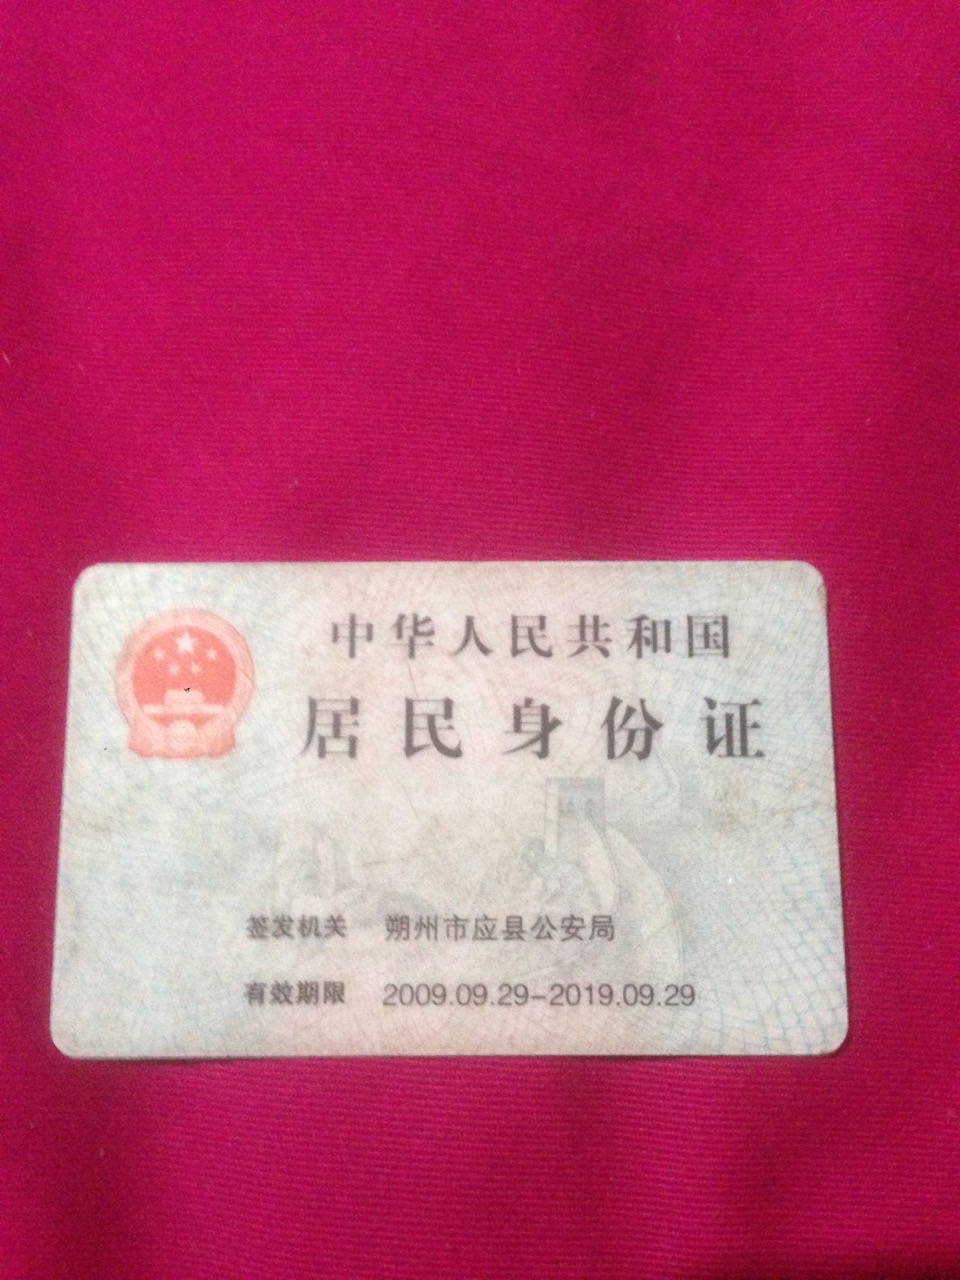 中华人民共和国
居民身份证
签发机关 朔州市应县公安局
有效期限 2009.09.29-2019.09.29